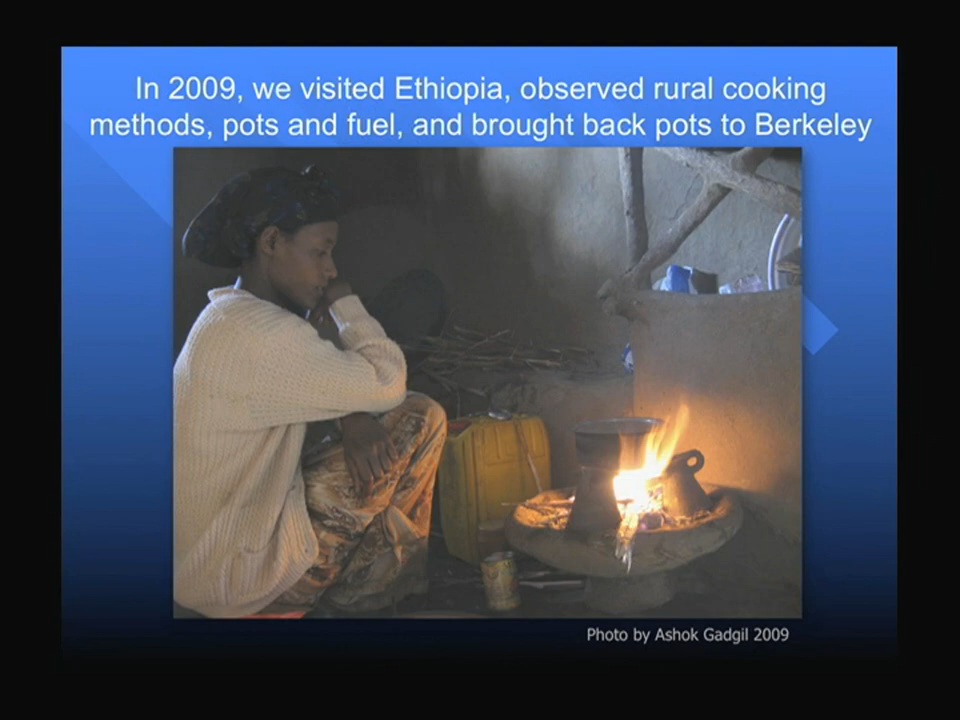 In 2009, we visited Ethiopia, observed rural cooking
methods, pots and fuel, and brought back pots to Berkeley
Photo by Ashok Gadgil 2009